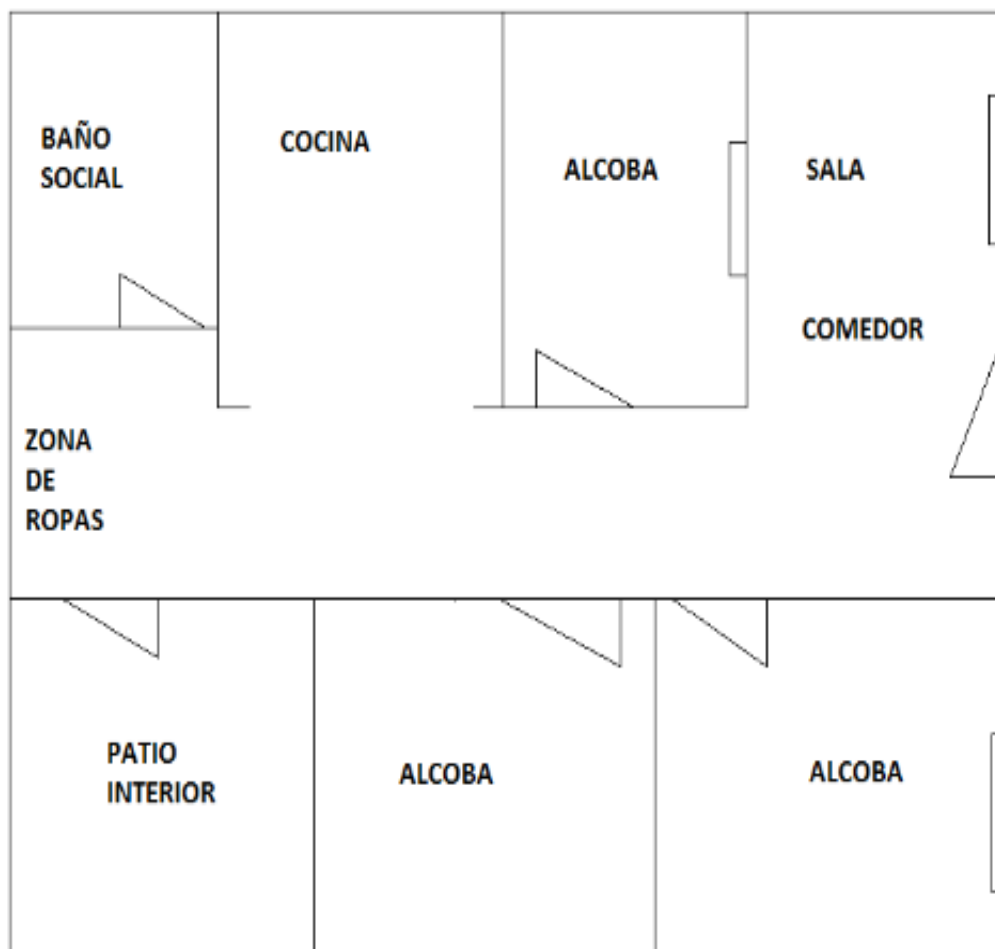 BAÑO
SOCIAL
COCINA
ALCOBA
SALA
COMEDOR
ZONA
DE
ROPAS
PATIO
INTERIOR
ALCOBA
ALCOBA